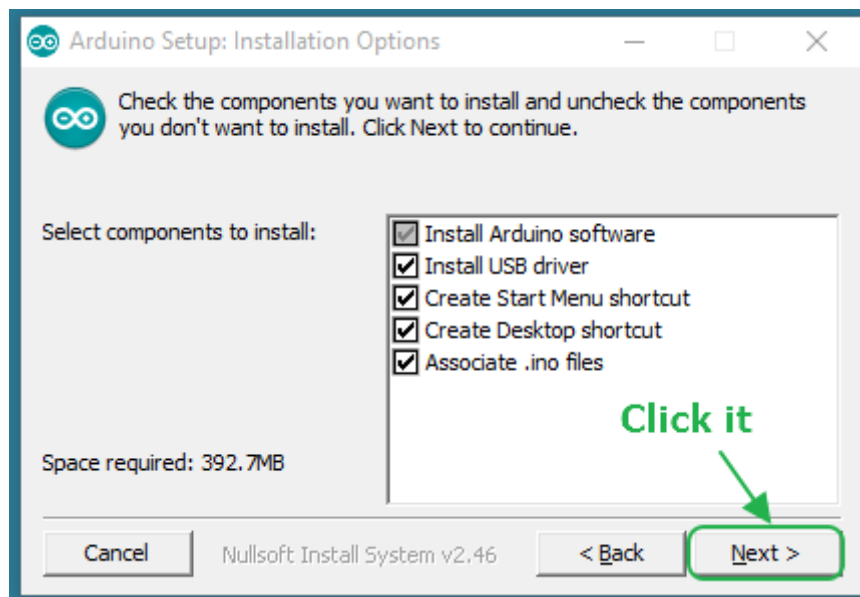 Arduino Setup: Installation Options
Check the components you want to install and uncheck the components
you don't want to install. Click Next to continue.
Select components to install:
Install Arduino software
Install USB driver
Create Start Menu shortcut
Create Desktop shortcut
Associate .ino files
Click it
Space required: 392.7MB
Cancel
Nullsoft Install System v2.46
< Back
Next >